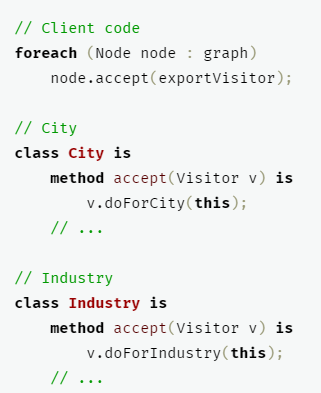 // Client code
foreach (Node node : graph)
    node.accept(exportVisitor);

// City
class City is
    method accept(Visitor v) is
        v.doForCity(this);
    // ...

// Industry
class Industry is
    method accept(Visitor v) is
        v.doForIndustry(this);
    // ...